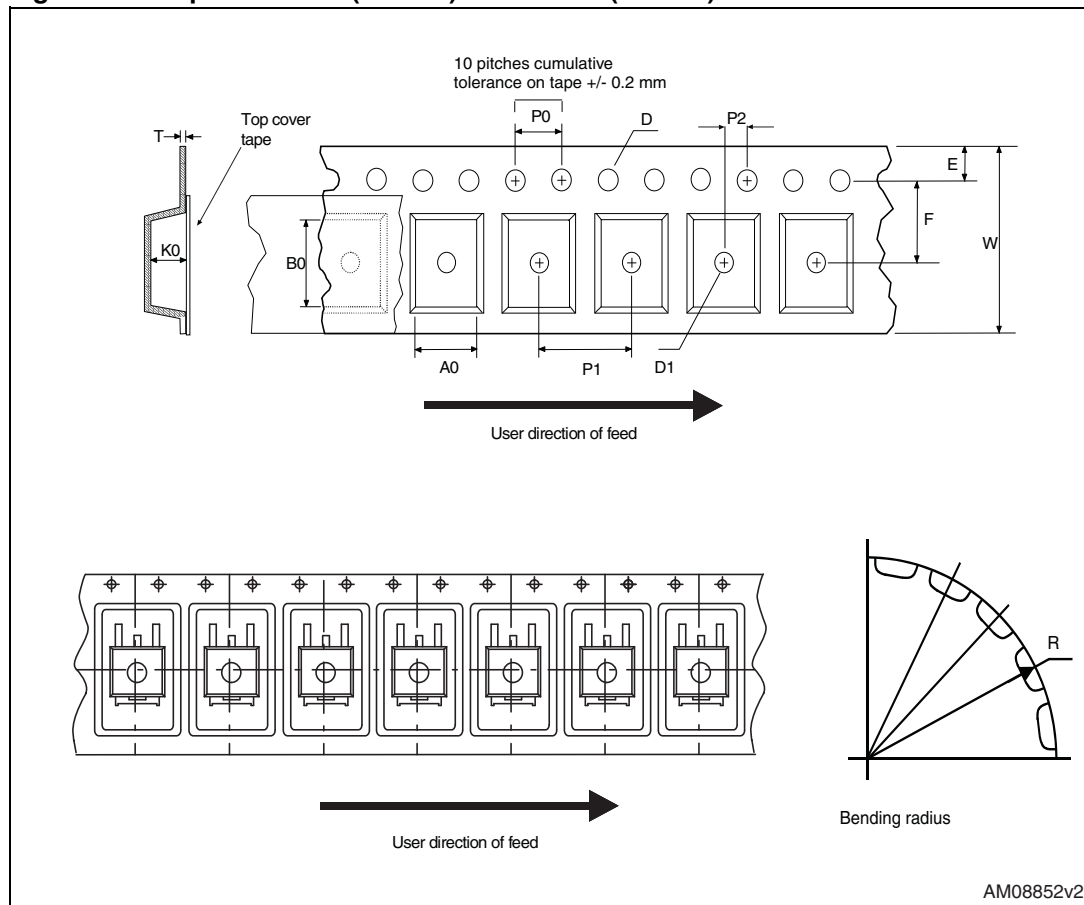 10 pitches cumulative
tolerance on tape +/- 0.2 mm
T
Top cover
tape
P0
D
P2
E
F
W
K0
B0
A0
P1
D1
User direction of feed
R
Bending radius
User direction of feed
AM08852v2